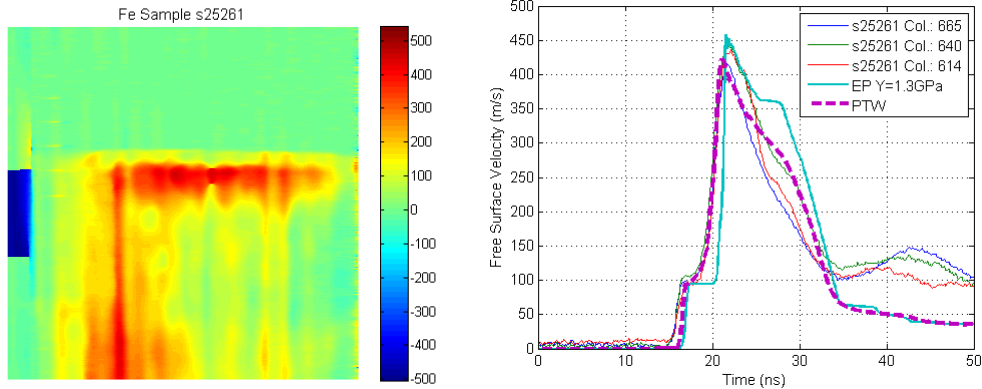 Fe Sample s25261
500
400
300
200
100
0
-100
-200
-300
-400
-500
500
450
400
350
300
250
200
150
100
50
0
Free Surface Velocity (m/s)
s25261 Col.: 665
s25261 Col.: 640
s25261 Col.: 614
EP Y=1.3GPa
PTW
0 10 20 30 40 50
Time (ns)